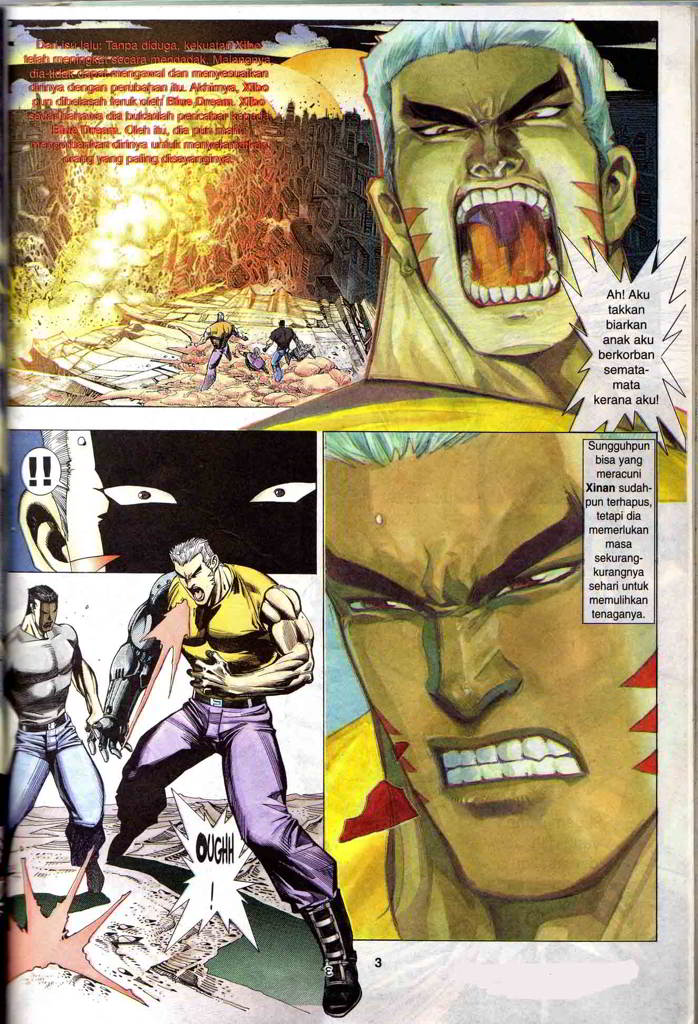 Dari isu lalu: Tanpa diduga, kekuatan Xibo
telah meningkat secara mendadak. Malangnya,
dia tidak dapat mengawal dan menyesuaikan
dirinya dengan perubahan itu. Akhirnya, Xibo
pun dibelasah teruk oleh Blue Dream. Xibo
sedar bahawa dia bukanlah pencabar kepada
Blue Dream. Oleh itu, dia pun mahu
mengorbankan dirinya untuk menyelamatkan
orang yang paling disayanginya.
Ah! Aku
takkan
biarkan
anak aku
berkorban
semata-
mata
kerana aku!
!!
Sungguhpun
bisa yang
meracuni
Xinan sudah-
pun terhapus,
tetapi dia
memerlukan
masa
sekurang-
kurangnya
sehari untuk
memulihkan
tenaganya.
OUGHH
!
3